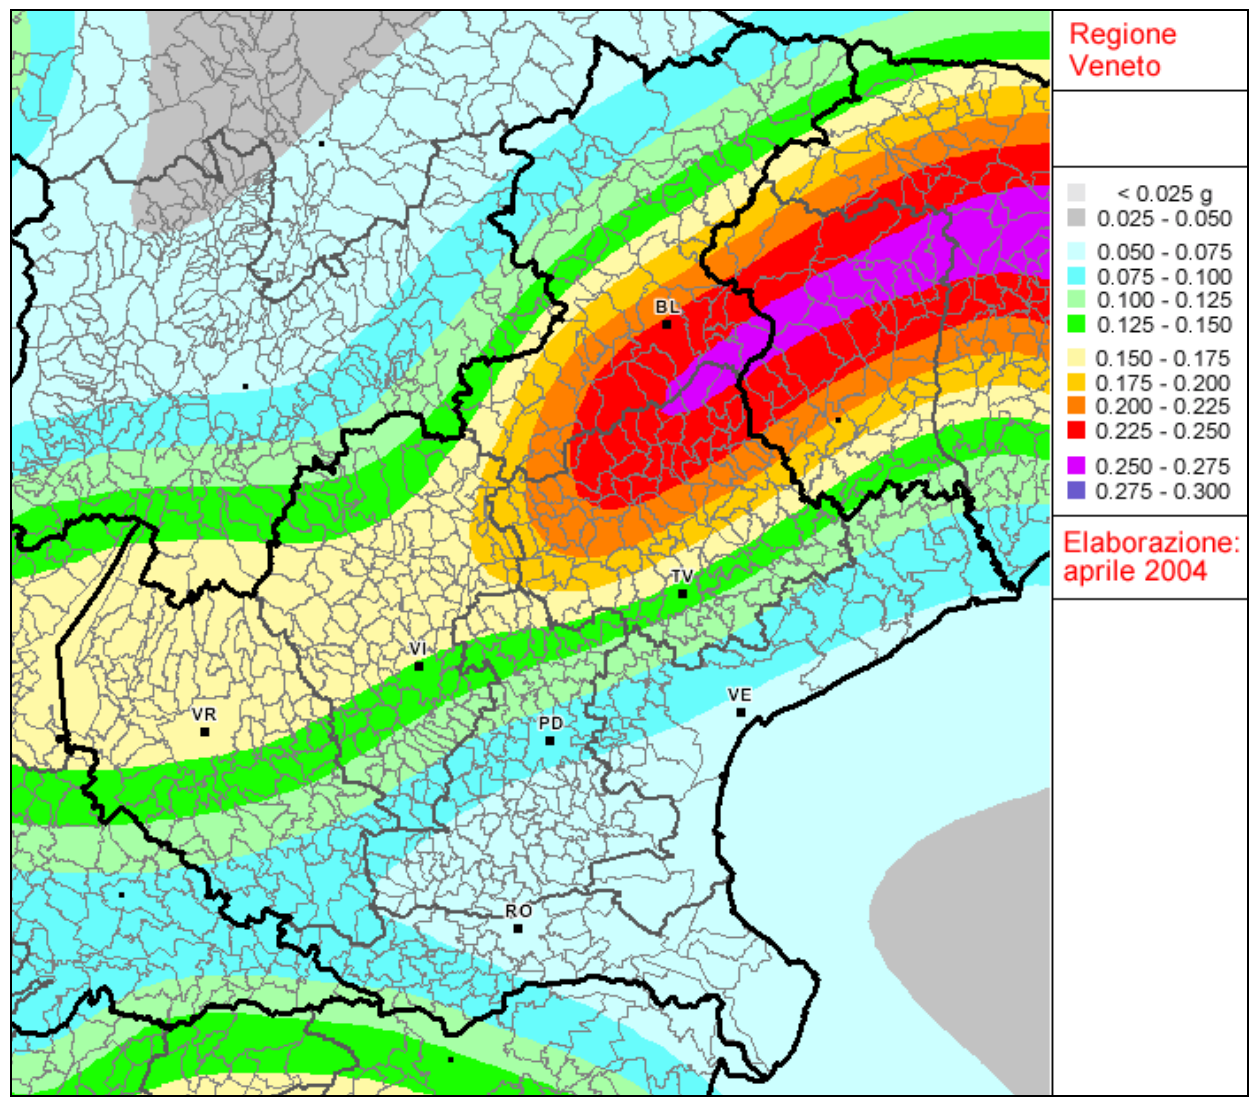 Regione
Veneto
< 0.025 g
0.025 - 0.050
0.050 - 0.075
0.075 - 0.100
0.100 - 0.125
0.125 - 0.150
0.150 - 0.175
0.175 - 0.200
0.200 - 0.225
0.225 - 0.250
0.250 - 0.275
0.275 - 0.300
Elaborazione:
aprile 2004
BL
TV
VI
VE
VR
PD
RO